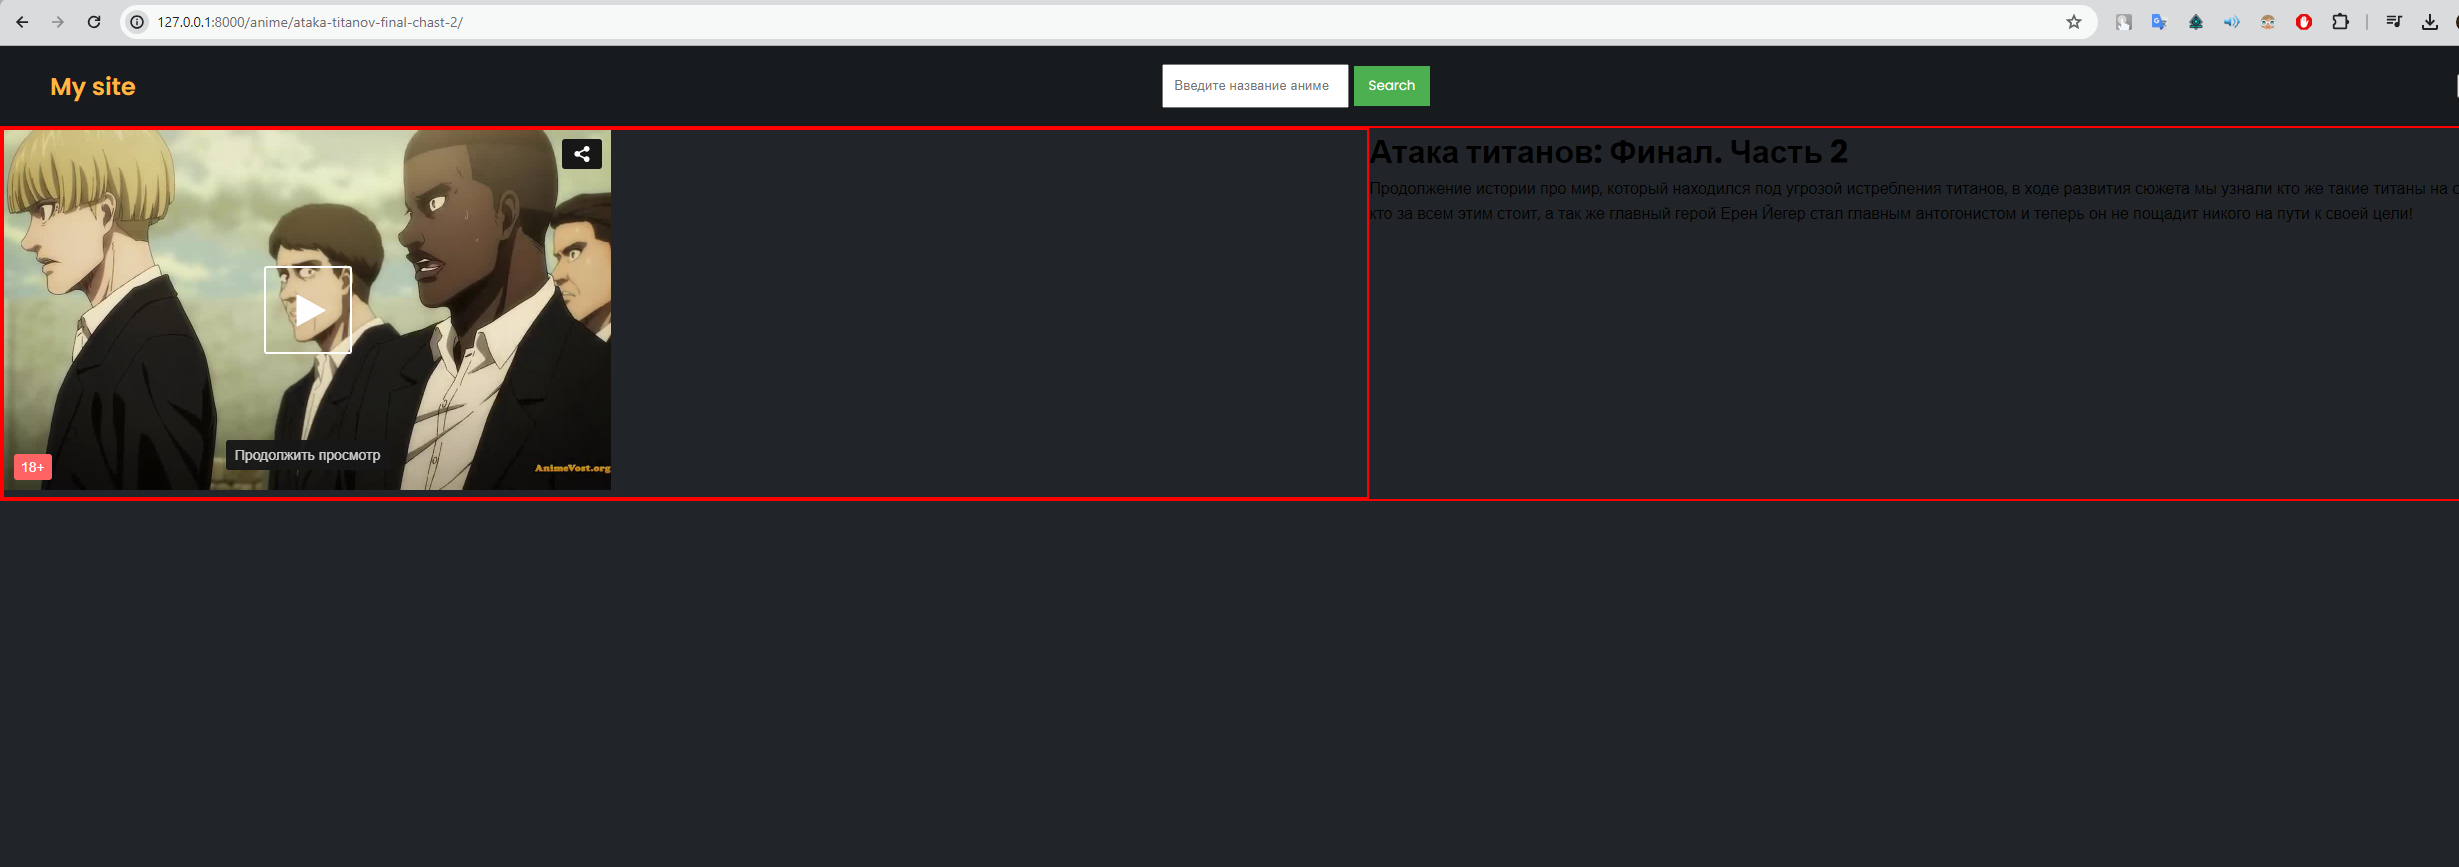 127.0.0.1:8000/anime/ataka-titanov-final-chast-2/
My site
Введите название аниме
Search
Атака титанов: Финал. Часть 2
Продолжение истории про мир, который находился под угрозой истребления титанов, в ходе развития сюжета мы узнали кто же такие титаны на
кто за всем этим стоит, а так же главный герой Ерен Йегер стал главным антогонистом и теперь он не пощадит никого на пути к своей цели!
Продолжить просмотр
18+
AnimeVost.org